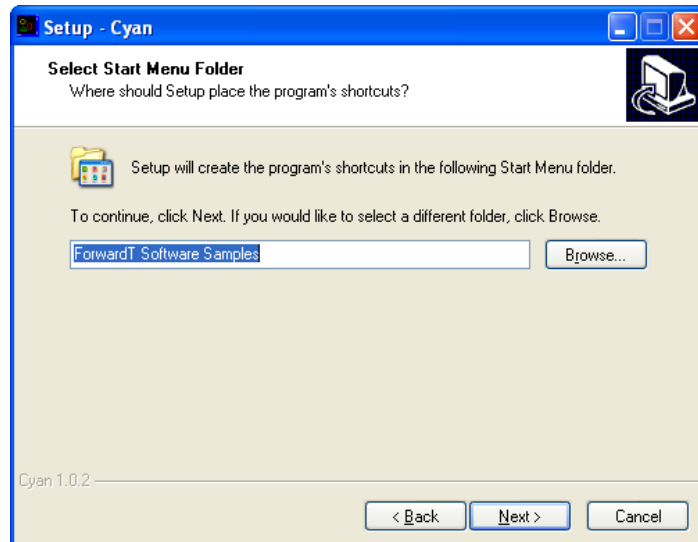 Setup - Cyan
Select Start Menu Folder
Where should Setup place the program's shortcuts?
Setup will create the program's shortcuts in the following Start Menu folder.
To continue, click Next. If you would like to select a different folder, click Browse.
ForwardT Software Samples
Browse...
Cyan 1.0.2
< Back
Next >
Cancel